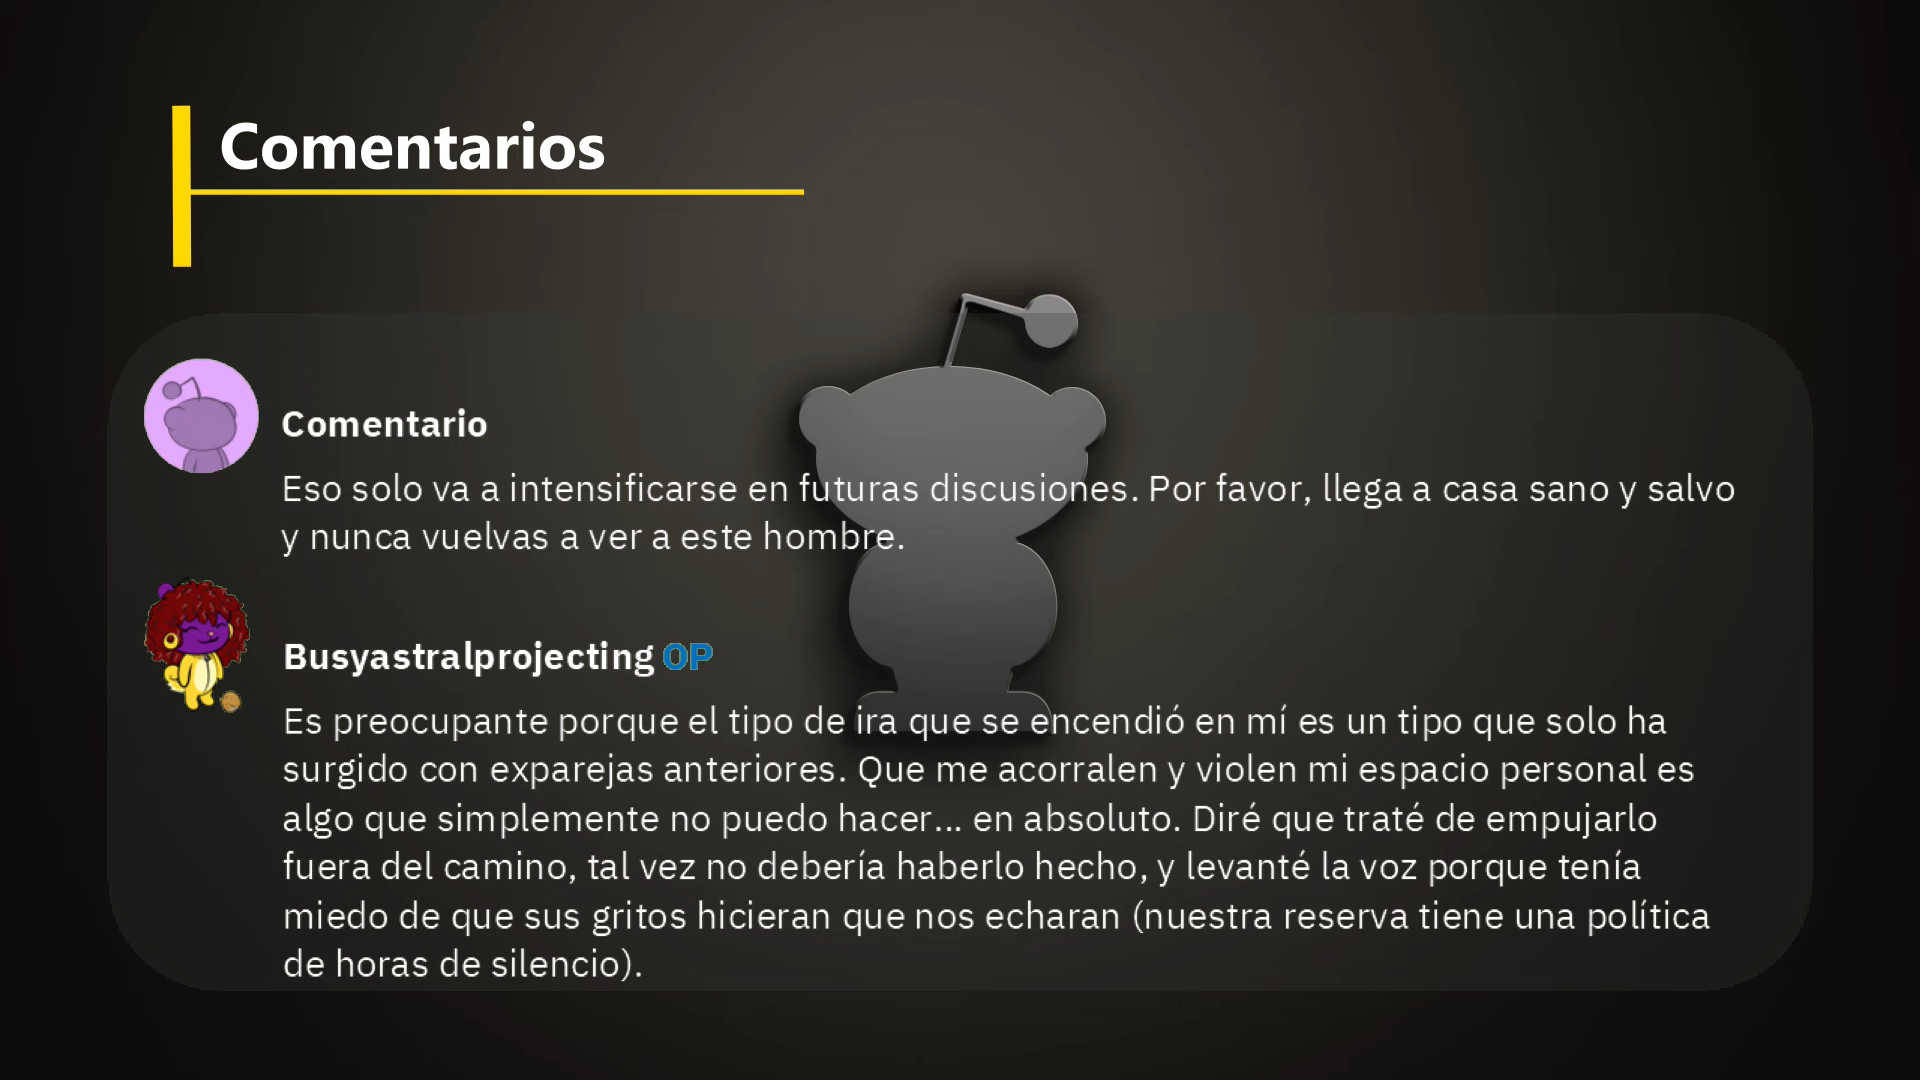 Comentarios
Comentario
Eso solo va a intensificarse en futuras discusiones. Por favor, llega a casa sano y salvo
y nunca vuelvas a ver a este hombre.
Busyastralprojecting OP
Es preocupante porque el tipo de ira que se encendió en mí es un tipo que solo ha
surgido con exparejas anteriores. Que me acorralen y violen mi espacio personal es
algo que simplemente no puedo hacer... en absoluto. Diré que traté de empujarlo
fuera del camino, tal vez no debería haberlo hecho, y levanté la voz porque tenía
miedo de que sus gritos hicieran que nos echaran (nuestra reserva tiene una política
de horas de silencio).